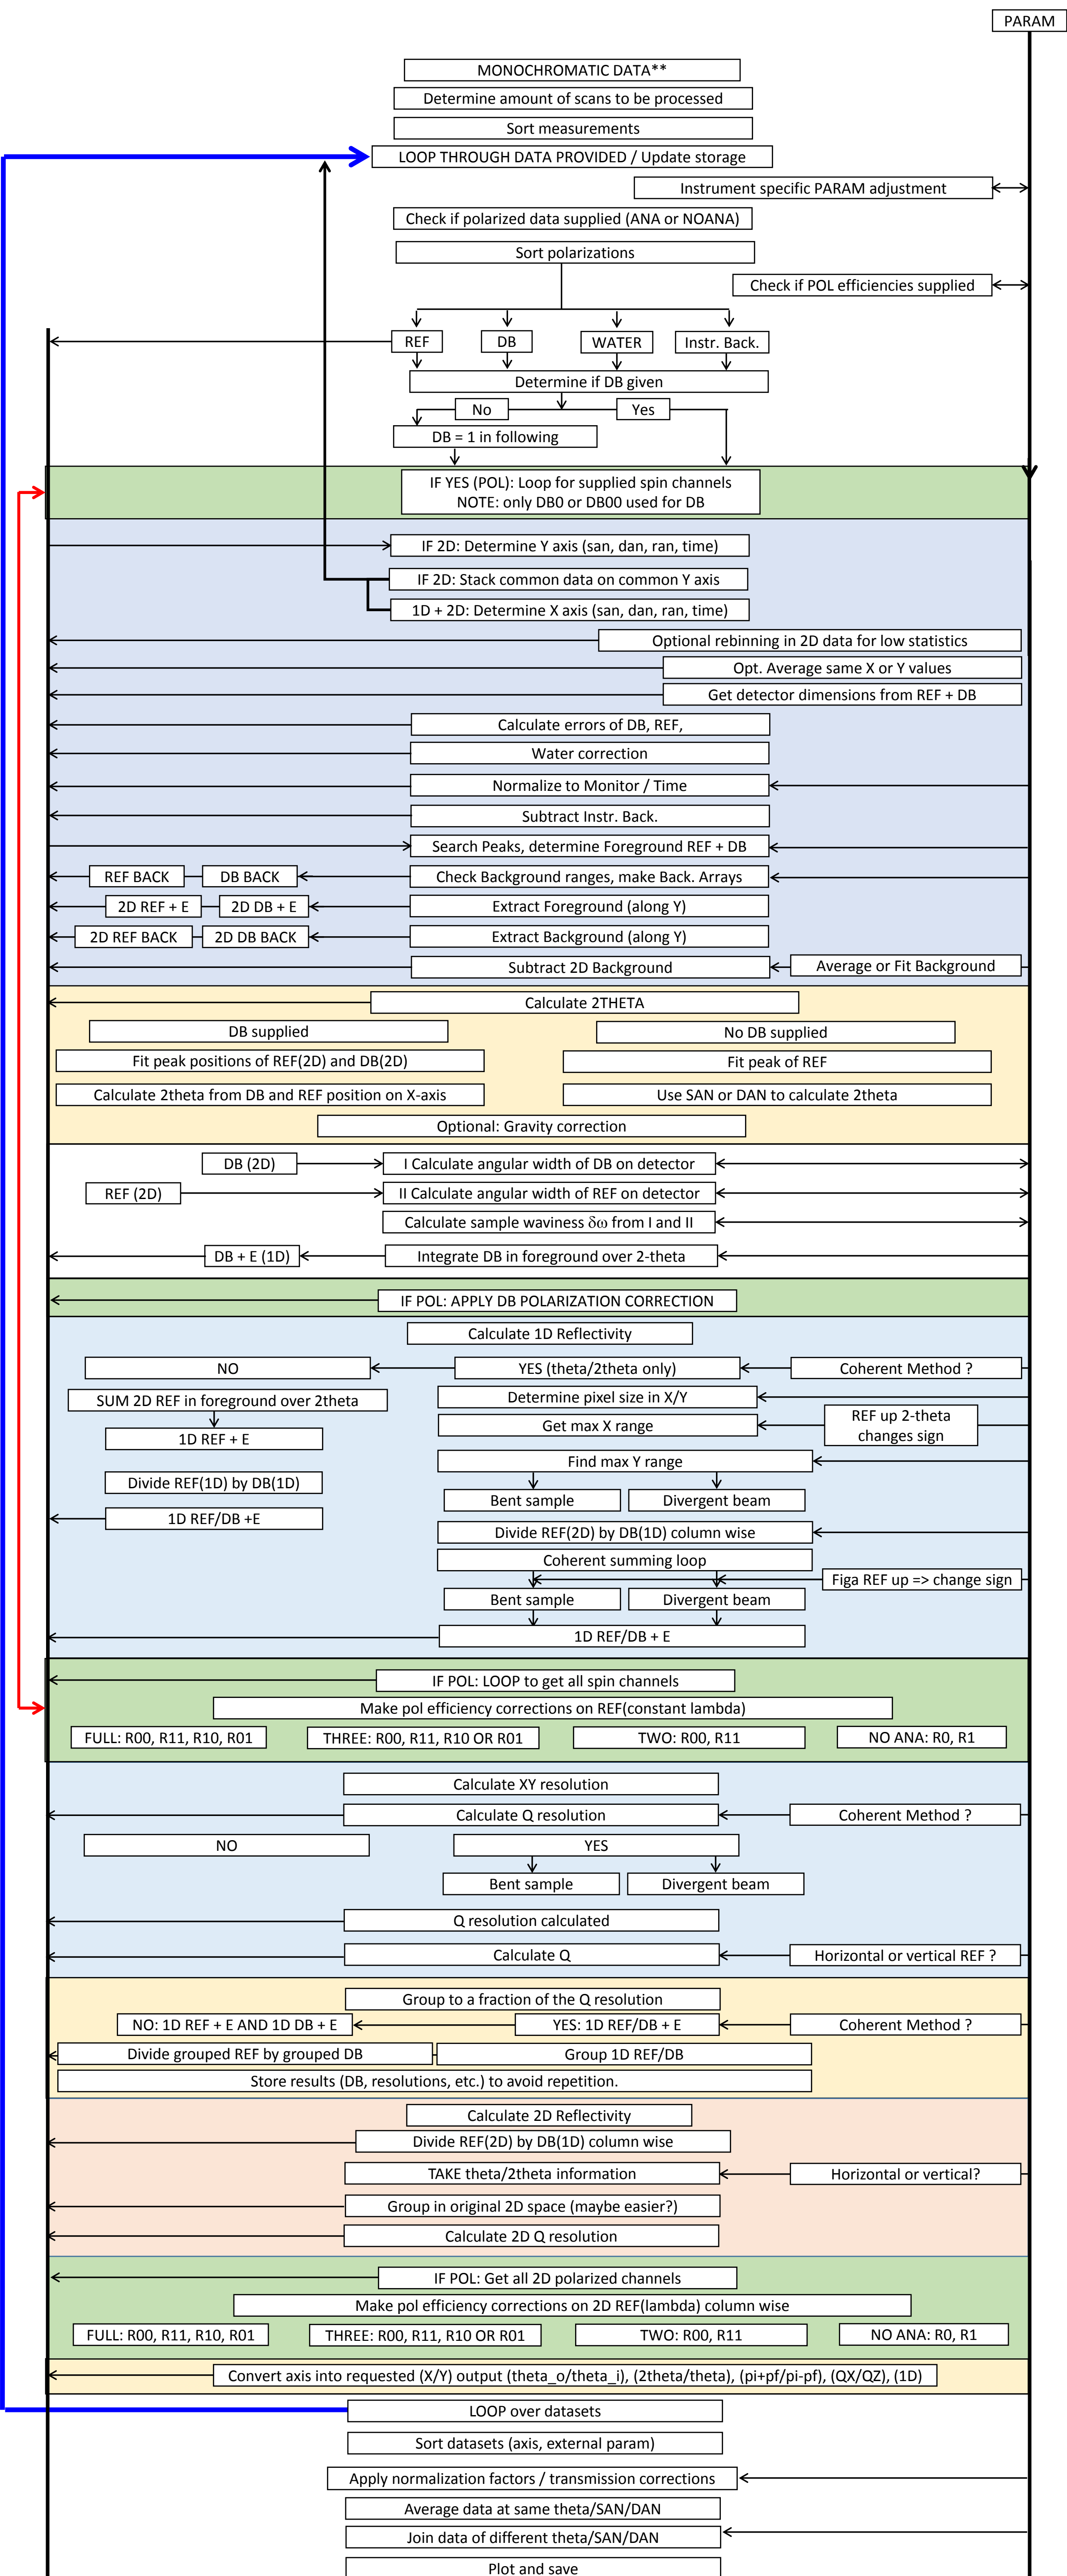 PARAM
MONOCHROMATIC DATA**
Determine amount of scans to be processed
Sort measurements
LOOP THROUGH DATA PROVIDED / Update storage
Instrument specific PARAM adjustment
Check if polarized data supplied (ANA or NOANA)
Sort polarizations
Check if POL efficiencies supplied
REF
DB
WATER
Instr. Back.
Determine if DB given
No
Yes
DB = 1 in following
IF YES (POL): Loop for supplied spin channels
NOTE: only DB0 or DB00 used for DB
IF 2D: Determine Y axis (san, dan, ran, time)
IF 2D: Stack common data on common Y axis
1D + 2D: Determine X axis (san, dan, ran, time)
Optional rebinning in 2D data for low statistics
Opt. Average same X or Y values
Get detector dimensions from REF + DB
Calculate errors of DB, REF,
Water correction
Normalize to Monitor / Time
Subtract Instr. Back.
Search Peaks, determine Foreground REF + DB
REF BACK
DB BACK
Check Background ranges, make Back. Arrays
2D REF + E
2D DB + E
Extract Foreground (along Y)
2D REF BACK
2D DB BACK
Extract Background (along Y)
Subtract 2D Background
Average or Fit Background
Calculate 2THETA
DB supplied
No DB supplied
Fit peak positions of REF(2D) and DB(2D)
Fit peak of REF
Calculate 2theta from DB and REF position on X-axis
Use SAN or DAN to calculate 2theta
Optional: Gravity correction
DB (2D)
I Calculate angular width of DB on detector
REF (2D)
II Calculate angular width of REF on detector
Calculate sample waviness δω from I and II
DB + E (1D)
Integrate DB in foreground over 2-theta
IF POL: APPLY DB POLARIZATION CORRECTION
Calculate 1D Reflectivity
NO
YES (theta/2theta only)
Coherent Method ?
SUM 2D REF in foreground over 2theta
Determine pixel size in X/Y
1D REF + E
Get max X range
REF up 2-theta
changes sign
Find max Y range
Divide REF(1D) by DB(1D)
Bent sample
Divergent beam
1D REF/DB +E
Divide REF(2D) by DB(1D) column wise
Coherent summing loop
Figa REF up => change sign
Bent sample
Divergent beam
1D REF/DB + E
IF POL: LOOP to get all spin channels
Make pol efficiency corrections on REF(constant lambda)
FULL: R00, R11, R10, R01
THREE: R00, R11, R10 OR R01
TWO: R00, R11
NO ANA: R0, R1
Calculate XY resolution
Calculate Q resolution
Coherent Method ?
NO
YES
Bent sample
Divergent beam
Q resolution calculated
Calculate Q
Horizontal or vertical REF ?
Group to a fraction of the Q resolution
NO: 1D REF + E AND 1D DB + E
YES: 1D REF/DB + E
Coherent Method ?
Divide grouped REF by grouped DB
Group 1D REF/DB
Store results (DB, resolutions, etc.) to avoid repetition.
Calculate 2D Reflectivity
Divide REF(2D) by DB(1D) column wise
TAKE theta/2theta information
Horizontal or vertical?
Group in original 2D space (maybe easier?)
Calculate 2D Q resolution
IF POL: Get all 2D polarized channels
Make pol efficiency corrections on 2D REF(lambda) column wise
FULL: R00, R11, R10, R01
THREE: R00, R11, R10 OR R01
TWO: R00, R11
NO ANA: R0, R1
Convert axis into requested (X/Y) output (theta_o/theta_i), (2theta/theta), (pi+pf/pi-pf), (QX/QZ), (1D)
LOOP over datasets
Sort datasets (axis, external param)
Apply normalization factors / transmission corrections
Average data at same theta/SAN/DAN
Join data of different theta/SAN/DAN
Plot and save